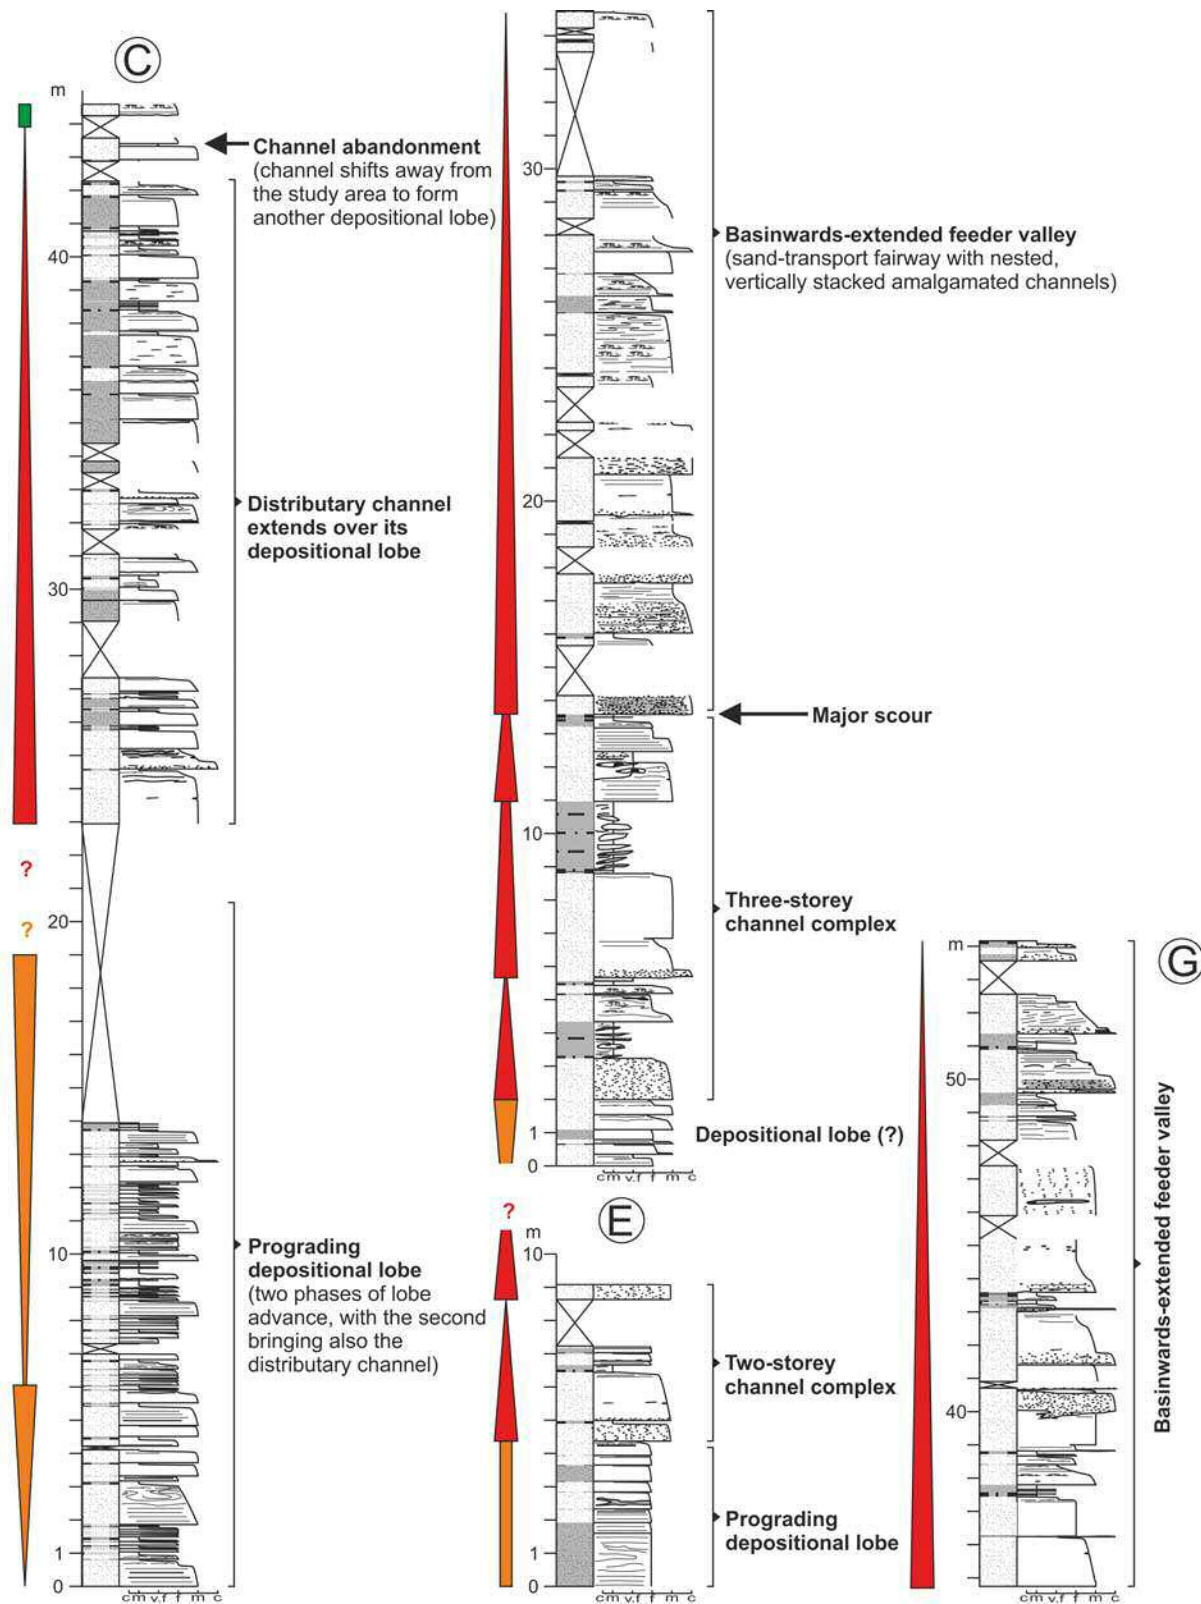 C
m
40
30
20
10
1
0
c m v.f f m c
?
?
Channel abandonment
(channel shifts away from
the study area to form
another depositional lobe)
Distributary channel
extends over its
depositional lobe
Prograding
depositional lobe
(two phases of lobe
advance, with the second
bringing also the
distributary channel)
30
20
10
1
0
c m v.f f m c
Basinwards-extended feeder valley
(sand-transport fairway with nested,
vertically stacked amalgamated channels)
Major scour
Three-storey
channel complex
Depositional lobe (?)
E
?
m
10
1
0
c m v.f f m c
Two-storey
channel complex
Prograding
depositional lobe
G
m
50
40
c m v.f f m c
Basinwards-extended feeder valley